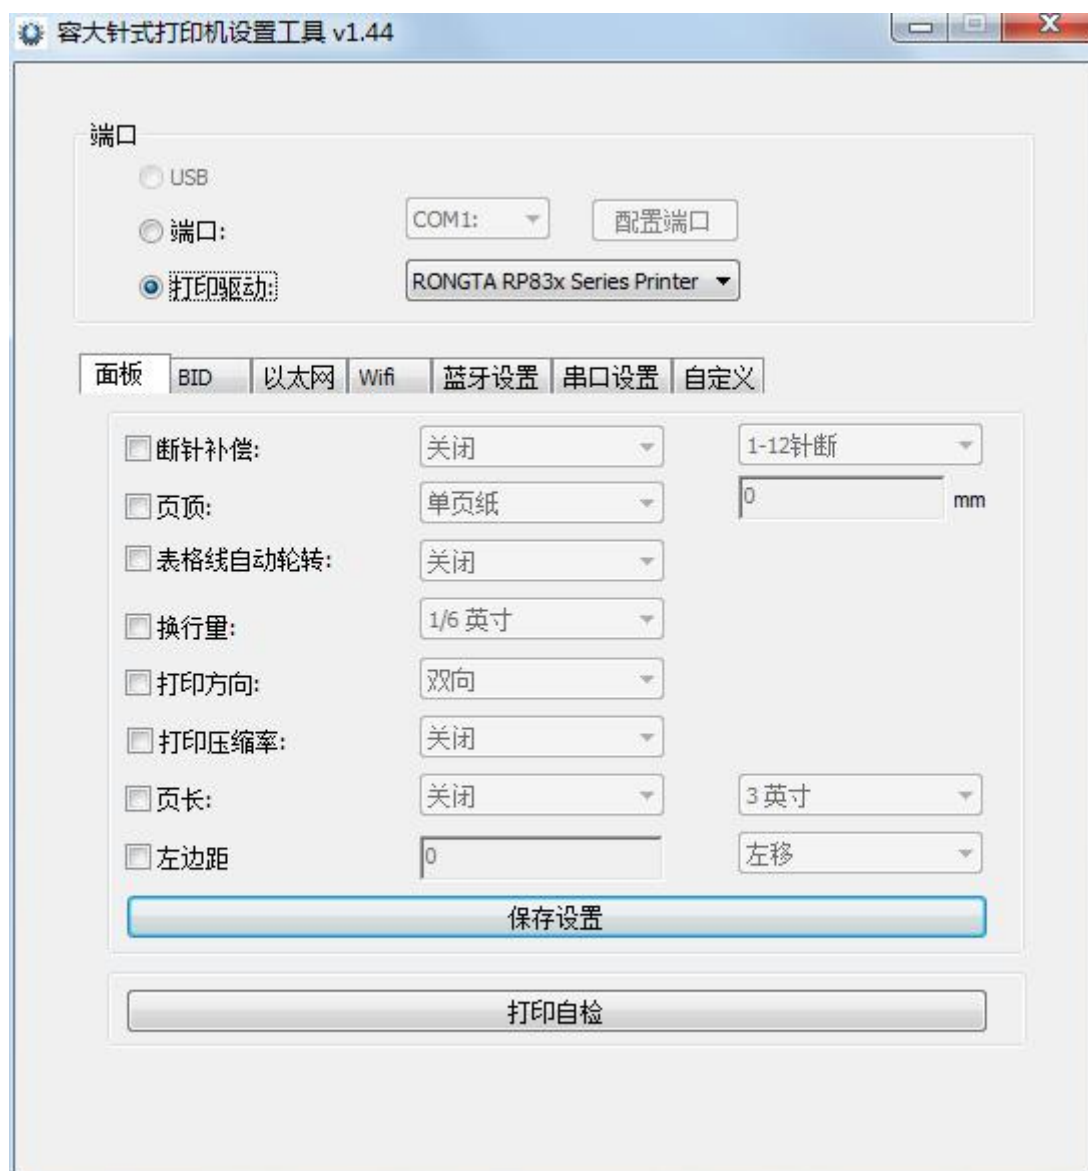 容大针式打印机设置工具 v1.44
端口
USB
端口: COM1: 配置端口
打印驱动: RONGTA RP83x Series Printer
面板 BID 以太网 Wifi 蓝牙设置 串口设置 自定义
断针补偿: 关闭 1-12针断
页顶: 单页纸 0 mm
表格线自动轮转: 关闭
换行量: 1/6 英寸
打印方向: 双向
打印压缩率: 关闭
页长: 关闭 3 英寸
左边距 0 左移
保存设置
打印自检